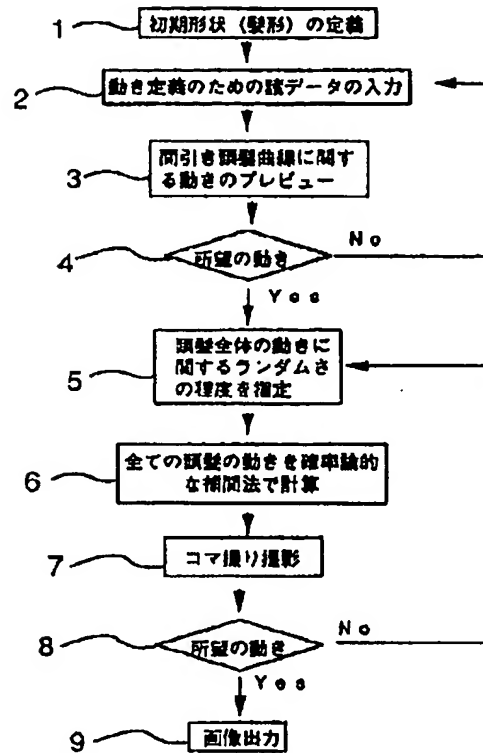 1 初期形状(髪形)の定義
2 動き定義のための諸データの入力
3 間引き頭髪曲線に関す
る動きのプレビュー
4 所望の動き No
Yes
頭髪全体の動きに
5 関するランダムさ
の程度を指定
6 全ての頭髪の動きを確率論的
な補間法で計算
7 コマ撮り撮影
8 所望の動き No
Yes
9 画像出力